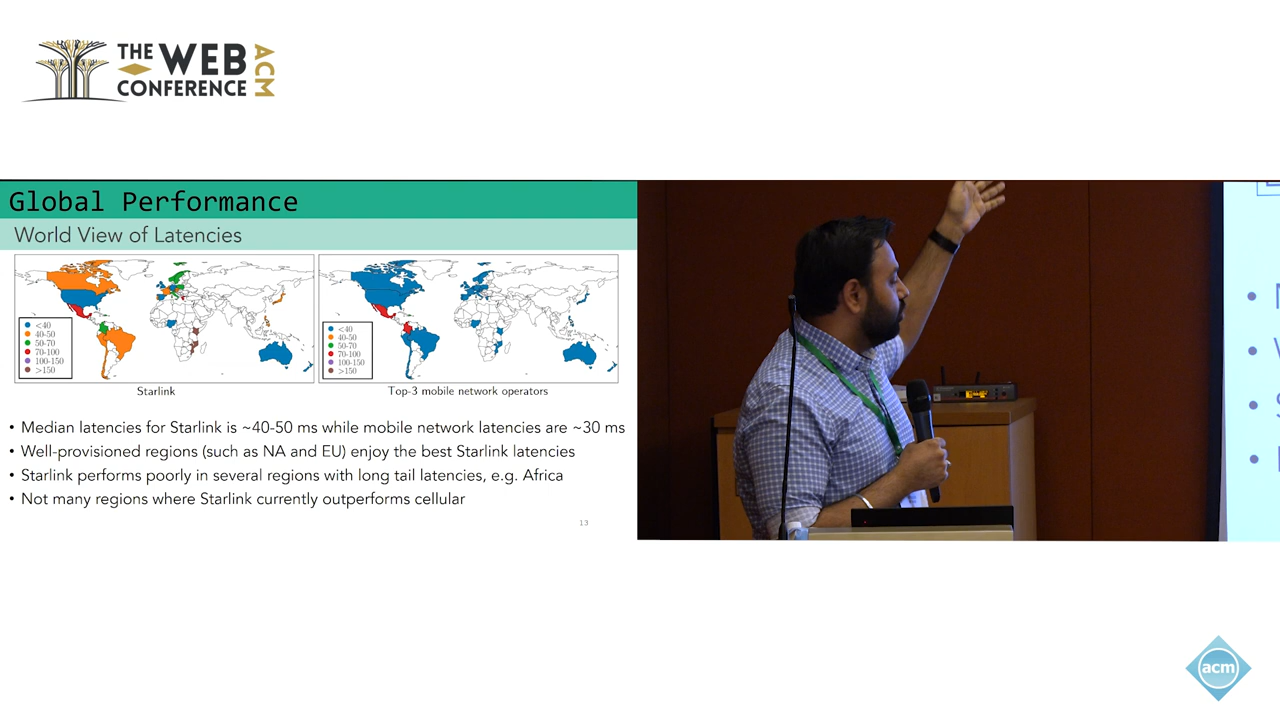 THE WEB
CONFERENCE
ACM
Global Performance
World View of Latencies
<40
40-50
50-70
70-100
100-150
>150
<40
40-50
50-70
70-100
100-150
>150
Starlink
Top-3 mobile network operators
• Median latencies for Starlink is ~40-50 ms while mobile network latencies are ~30 ms
• Well-provisioned regions (such as NA and EU) enjoy the best Starlink latencies
• Starlink performs poorly in several regions with long tail latencies, e.g. Africa
• Not many regions where Starlink currently outperforms cellular
13
acm